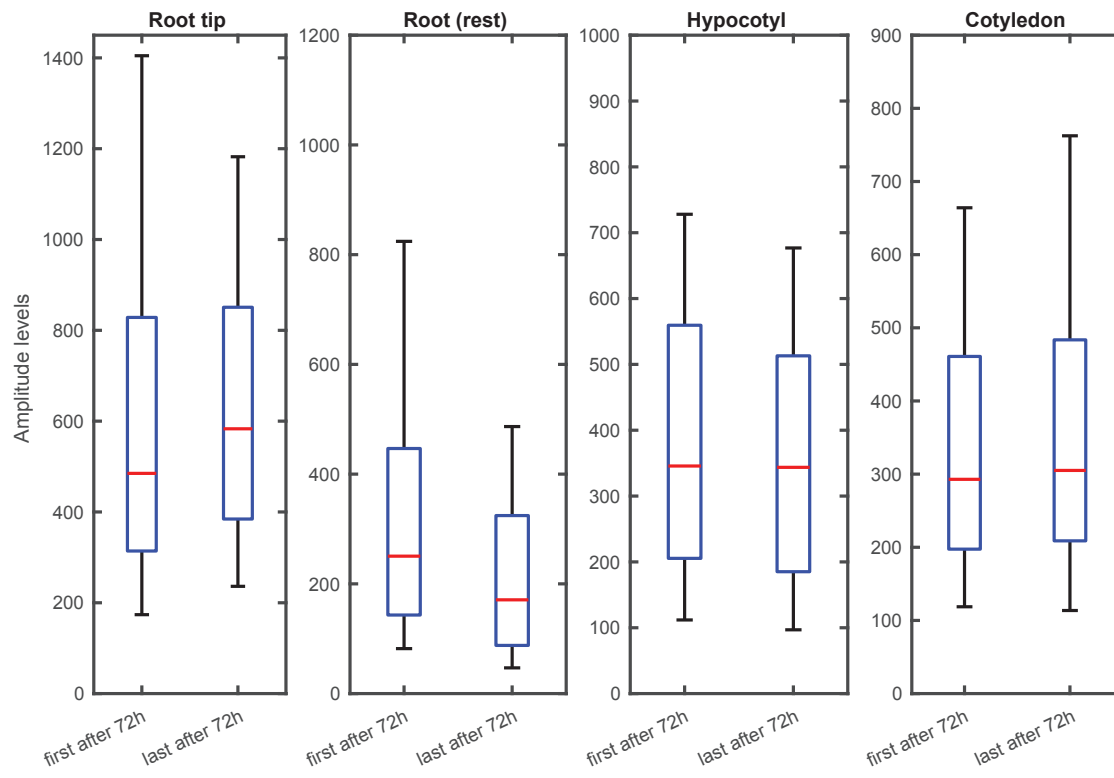 Root tip
Root (rest)
Hypocotyl
Cotyledon
Amplitude levels
1400
1200
1000
800
600
400
200
0
first after 72h
last after 72h
1200
1000
800
600
400
200
0
first after 72h
last after 72h
1000
900
800
700
600
500
400
300
200
100
0
first after 72h
last after 72h
900
800
700
600
500
400
300
200
100
0
first after 72h
last after 72h